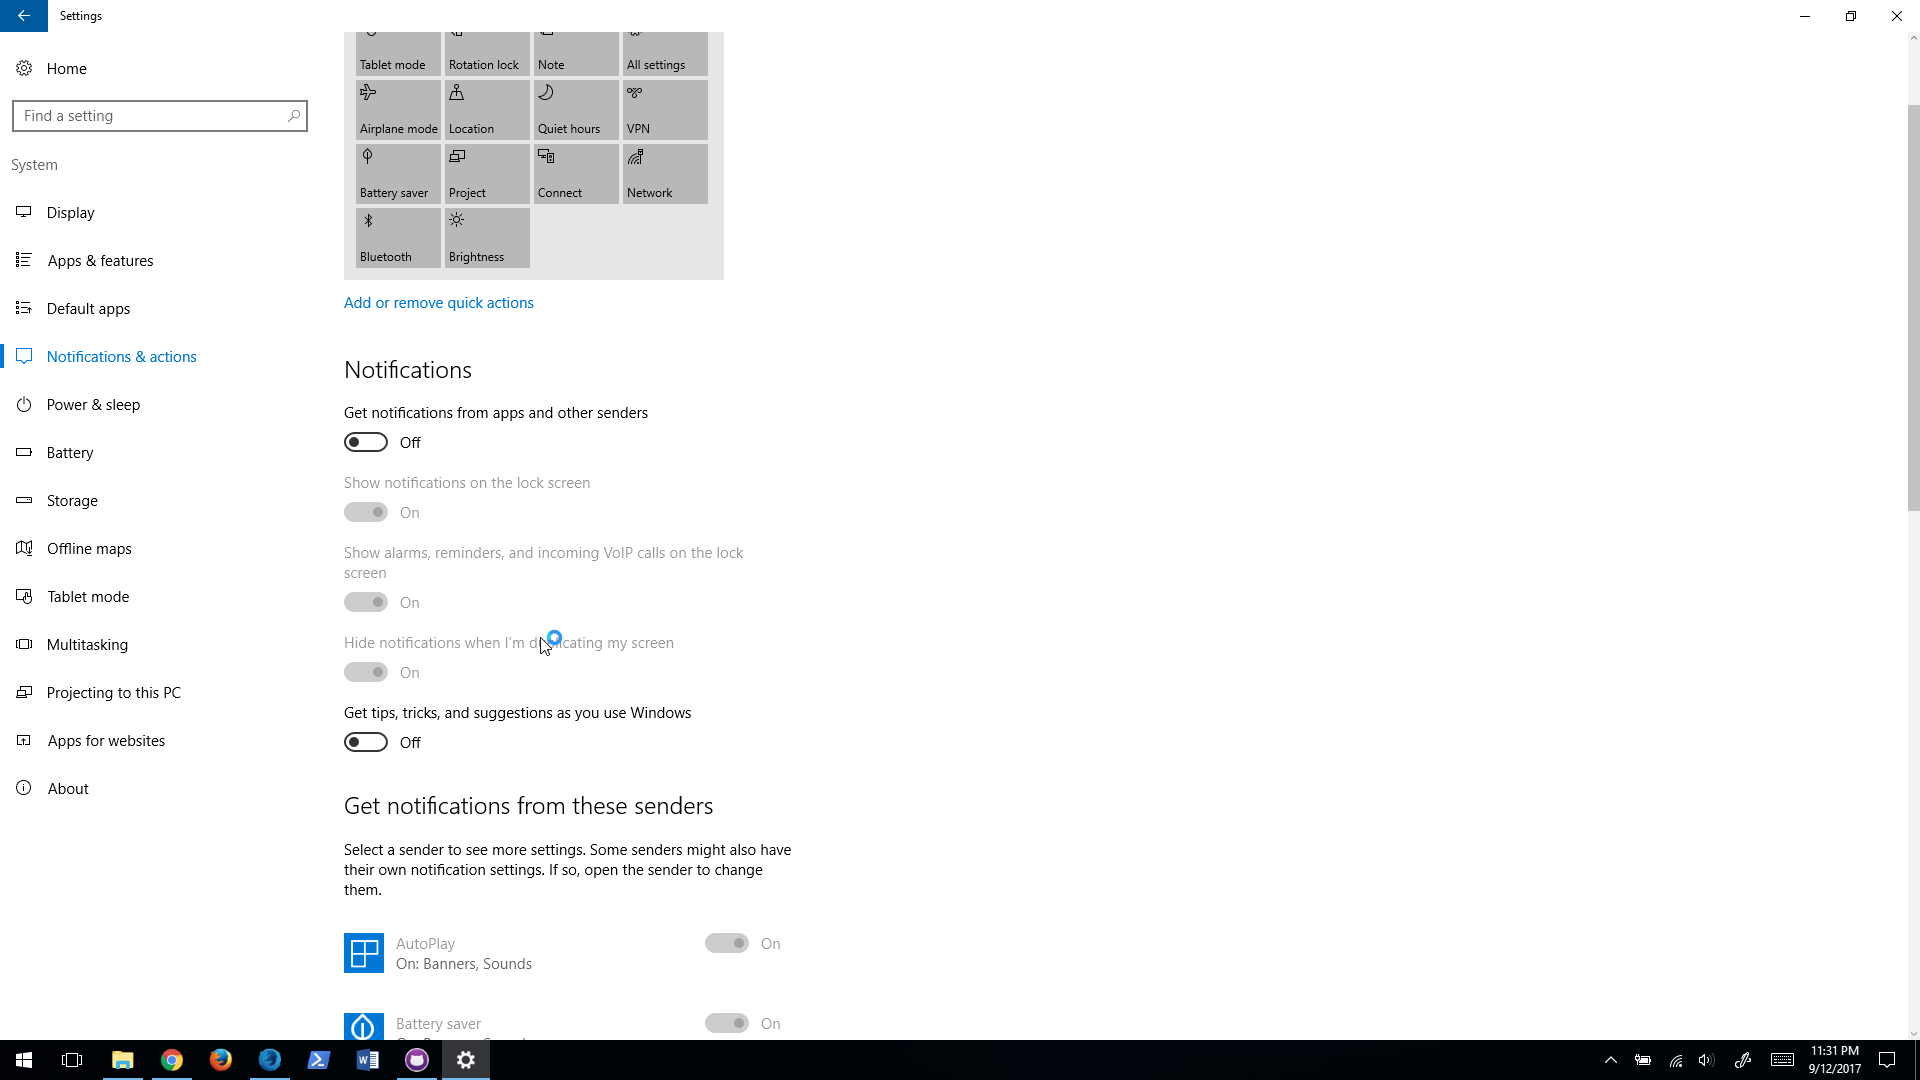 Settings
Home
Find a setting
System
Display
Apps & features
Default apps
Notifications & actions
Power & sleep
Battery
Storage
Offline maps
Tablet mode
Multitasking
Projecting to this PC
Apps for websites
About
Tablet mode
Rotation lock
Note
All settings
Airplane mode
Location
Quiet hours
VPN
Battery saver
Project
Connect
Network
Bluetooth
Brightness
Add or remove quick actions
Notifications
Get notifications from apps and other senders
Off
Show notifications on the lock screen
On
Show alarms, reminders, and incoming VoIP calls on the lock
screen
On
Hide notifications when I'm my screen
On
Get tips, tricks, and suggestions as you use Windows
Off
Get notifications from these senders
Select a sender to see more settings. Some senders might also have
their own notification settings. If so, open the sender to change
them.
AutoPlay
On: Banners, Sounds
On
Battery saver
On
11:31 PM
9/12/2017